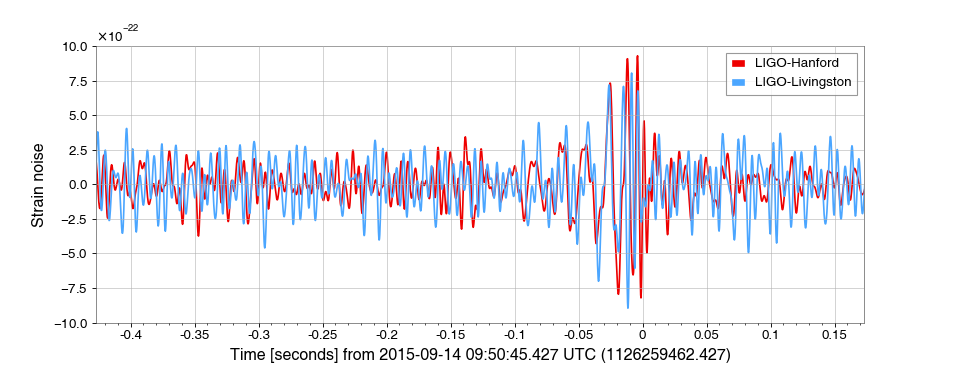 ×10⁻²²
10.0
7.5
5.0
2.5
0.0
−2.5
−5.0
−7.5
−10.0
Strain noise
LIGO-Hanford
LIGO-Livingston
-0.4 -0.35 -0.3 -0.25 -0.2 -0.15 -0.1 -0.05 0 0.05 0.1 0.15
Time [seconds] from 2015-09-14 09:50:45.427 UTC (1126259462.427)